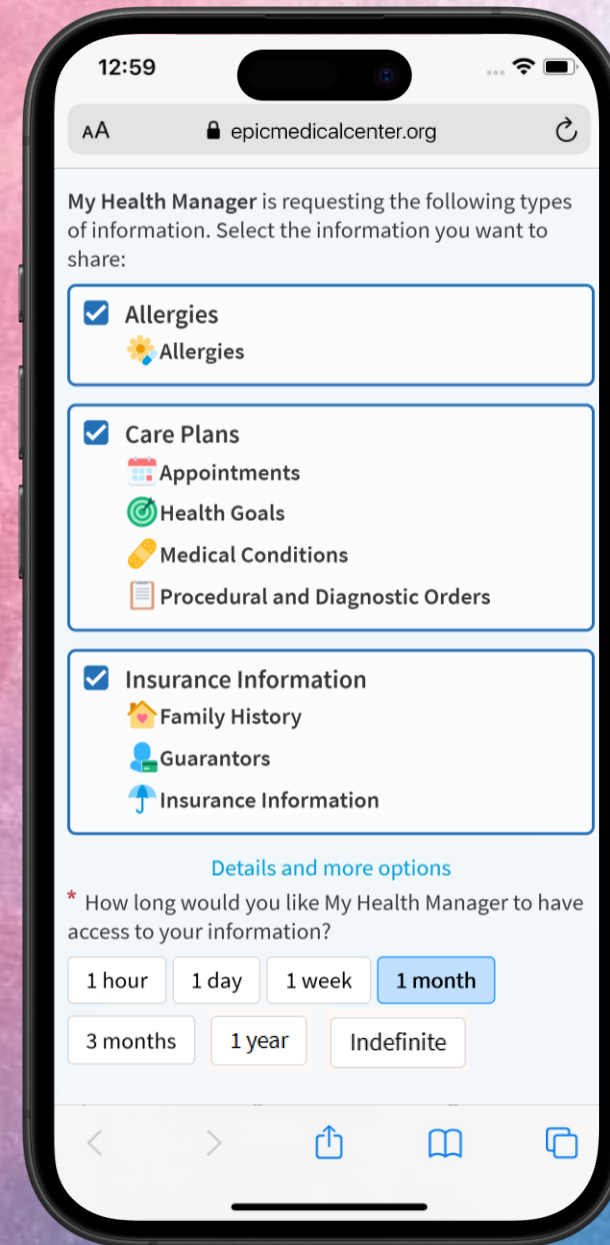 12:59
AA epicmedicalcenter.org
My Health Manager is requesting the following types
of information. Select the information you want to
share:
Allergies
Allergies
Care Plans
Appointments
Health Goals
Medical Conditions
Procedural and Diagnostic Orders
Insurance Information
Family History
Guarantors
Insurance Information
Details and more options
* How long would you like My Health Manager to have
access to your information?
1 hour 1 day 1 week 1 month
3 months 1 year Indefinite